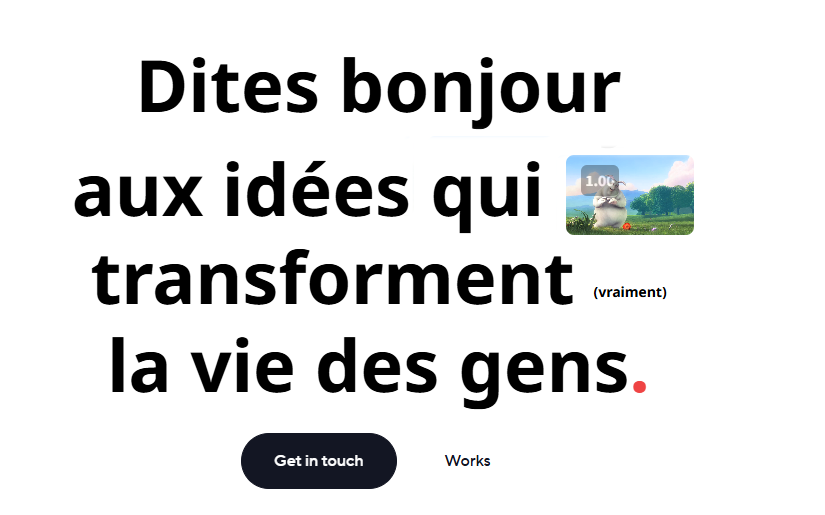 Dites bonjour
aux idées qui
1.00
transforment (vraiment)
la vie des gens.
Get in touch
Works